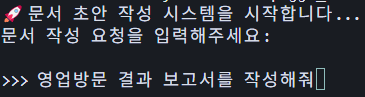 🚀 문서 초안 작성 시스템을 시작합니다...
문서 작성 요청을 입력해주세요:
>>> 영업방문 결과 보고서를 작성해줘